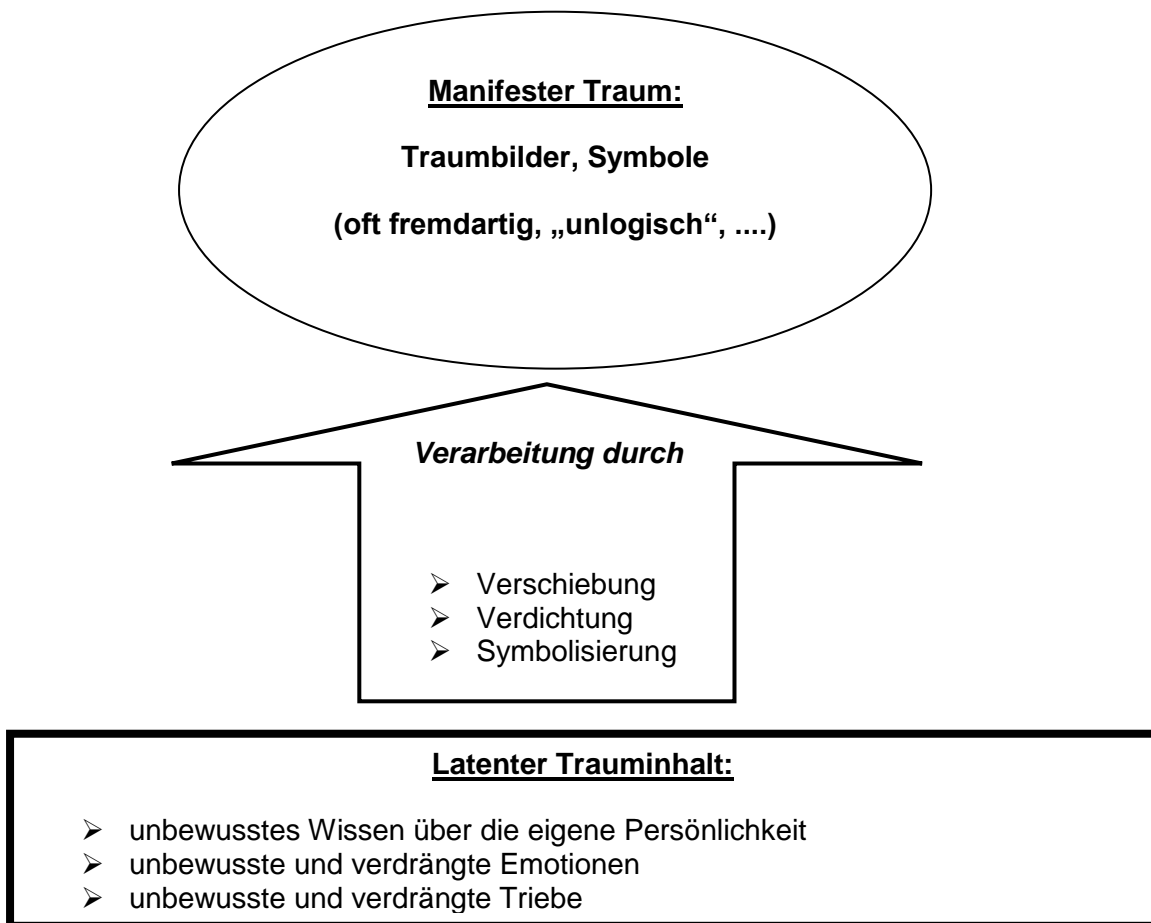 Manifester Traum:
Traumbilder, Symbole
(oft fremdartig, „unlogisch“, ....)
Verarbeitung durch
➢ Verschiebung
➢ Verdichtung
➢ Symbolisierung
Latenter Trauminhalt:
➢ unbewusstes Wissen über die eigene Persönlichkeit
➢ unbewusste und verdrängte Emotionen
➢ unbewusste und verdrängte Triebe